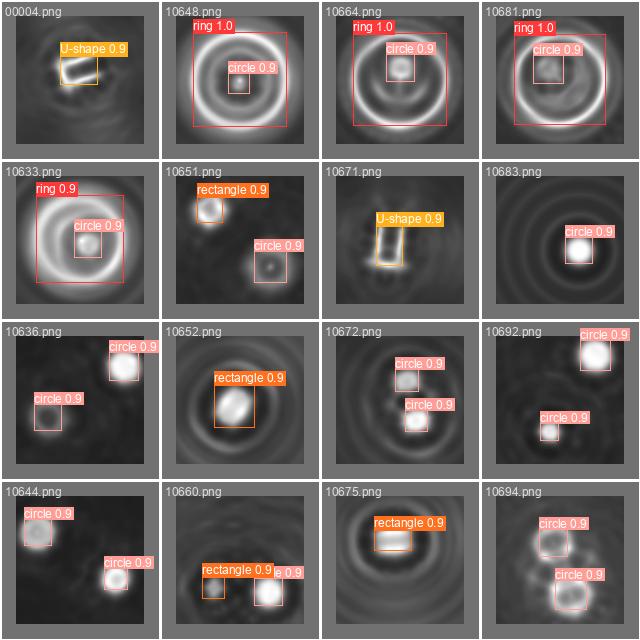 00004.png
U-shape 0.9
10648.png
ring 1.0
circle 0.9
10664.png
ring 1.0
circle 0.9
10681.png
ring 1.0
circle 0.9
10633.png
ring 0.9
circle 0.9
10651.png
rectangle 0.9
circle 0.9
10671.png
U-shape 0.9
10683.png
circle 0.9
10636.png
circle 0.9
circle 0.9
10652.png
rectangle 0.9
10672.png
circle 0.9
circle 0.9
10692.png
circle 0.9
circle 0.9
10644.png
circle 0.9
circle 0.9
10660.png
rectangle 0.9
e 0.9
10675.png
rectangle 0.9
10694.png
circle 0.9
circle 0.9